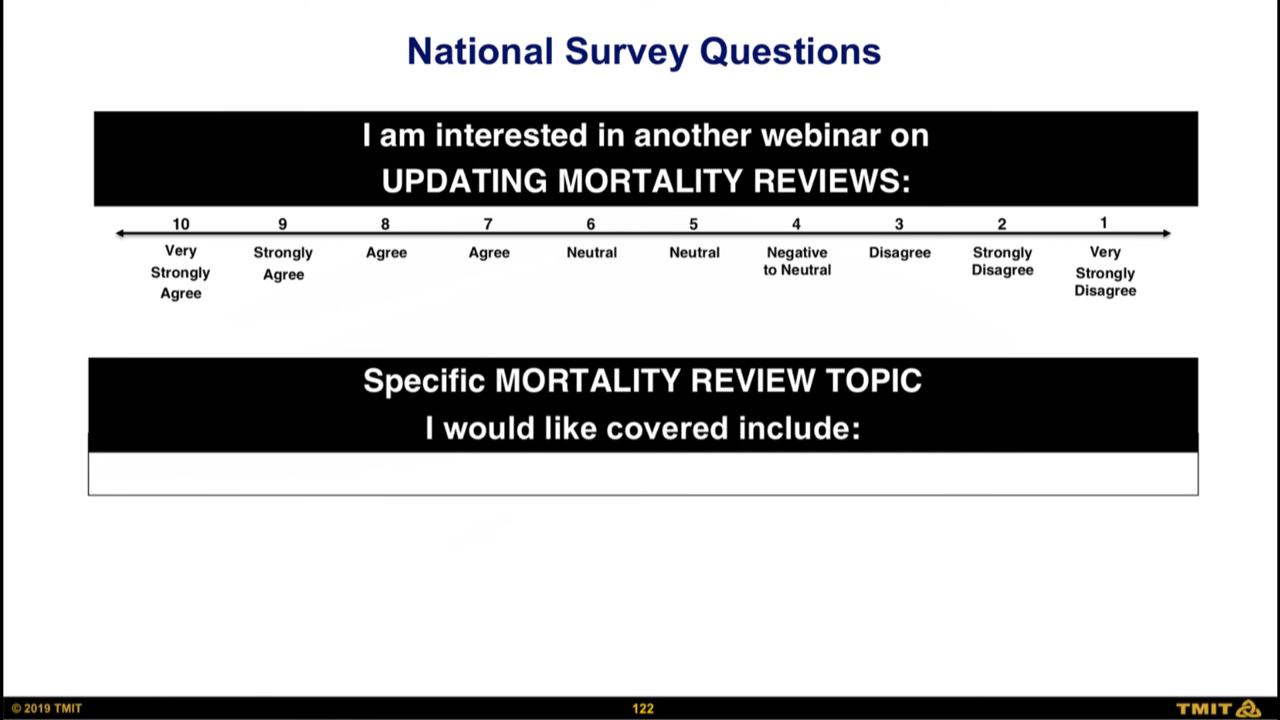 National Survey Questions
I am interested in another webinar on
UPDATING MORTALITY REVIEWS:
10 9 8 7 6 5 4 3 2 1
Very Strongly Agree Agree Neutral Neutral Negative Disagree Strongly Very
Strongly Agree to Neutral Disagree Strongly
Agree Disagree
Specific MORTALITY REVIEW TOPIC
I would like covered include:
© 2019 TMIT 122 TMIT